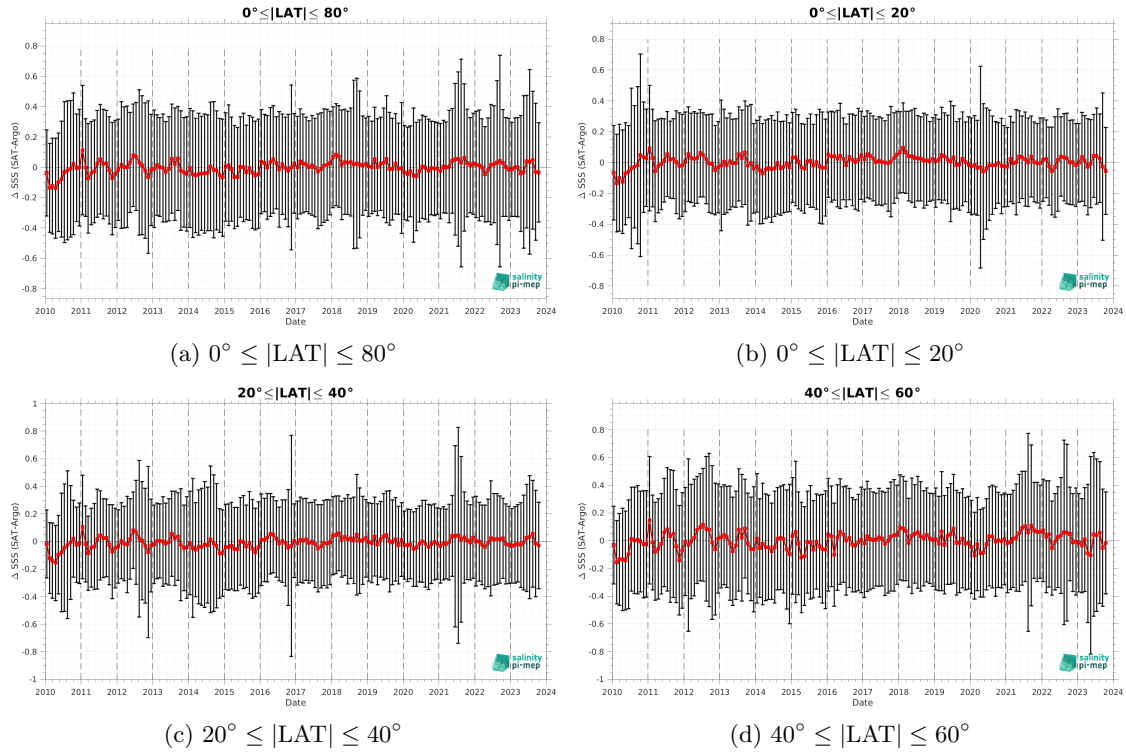 0°≤|LAT|≤ 80°
Δ SSS (SAT-Argo)
0.8
0.6
0.4
0.2
0
-0.2
-0.4
-0.6
-0.8
2010 2011 2012 2013 2014 2015 2016 2017 2018 2019 2020 2021 2022 2023 2024
Date
salinity
pi-mep
(a) 0° ≤ |LAT| ≤ 80°
0°≤|LAT|≤ 20°
Δ SSS (SAT-Argo)
0.8
0.6
0.4
0.2
0
-0.2
-0.4
-0.6
-0.8
2010 2011 2012 2013 2014 2015 2016 2017 2018 2019 2020 2021 2022 2023 2024
Date
salinity
pi-mep
(b) 0° ≤ |LAT| ≤ 20°
20°≤|LAT|≤ 40°
Δ SSS (SAT-Argo)
1
0.8
0.6
0.4
0.2
0
-0.2
-0.4
-0.6
-0.8
-1
2010 2011 2012 2013 2014 2015 2016 2017 2018 2019 2020 2021 2022 2023 2024
Date
salinity
pi-mep
(c) 20° ≤ |LAT| ≤ 40°
40°≤|LAT|≤ 60°
Δ SSS (SAT-Argo)
0.8
0.6
0.4
0.2
0
-0.2
-0.4
-0.6
-0.8
-1
2010 2011 2012 2013 2014 2015 2016 2017 2018 2019 2020 2021 2022 2023 2024
Date
salinity
pi-mep
(d) 40° ≤ |LAT| ≤ 60°